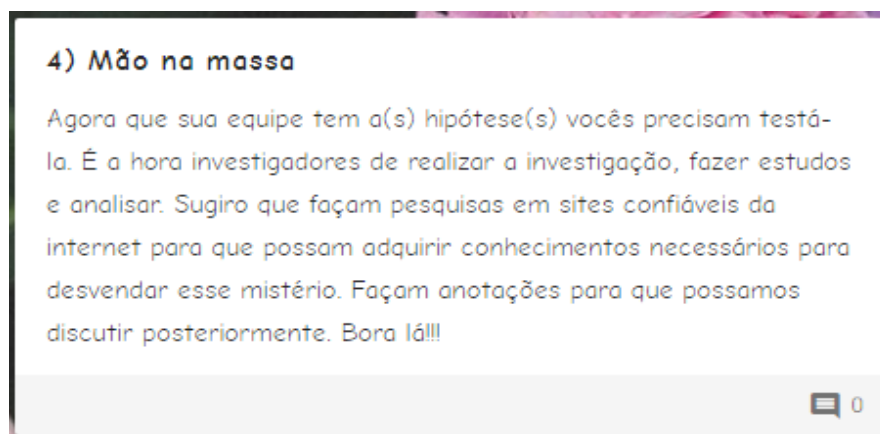 4) Mão na massa
Agora que sua equipe tem a(s) hipótese(s) vocês precisam testá-
la. É a hora investigadores de realizar a investigação, fazer estudos
e analisar. Sugiro que façam pesquisas em sites confiáveis da
internet para que possam adquirir conhecimentos necessários para
desvendar esse mistério. Façam anotações para que possamos
discutir posteriormente. Bora lá!!!
0